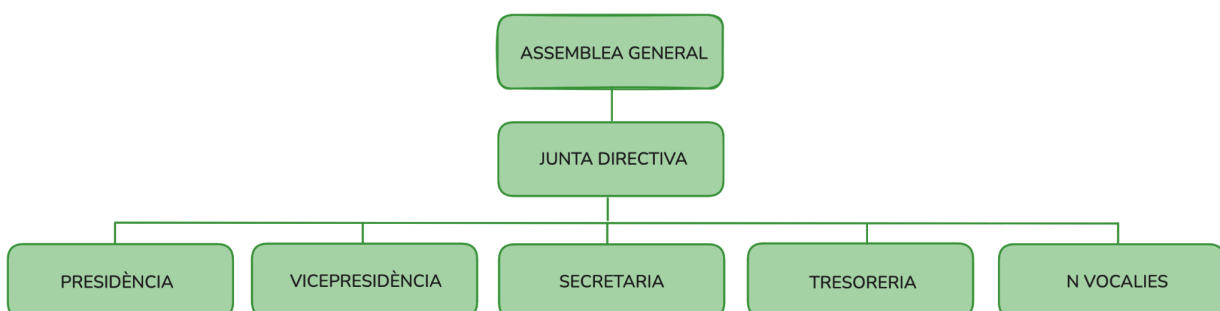 ASSEMBLEA GENERAL
JUNTA DIRECTIVA
PRESIDÈNCIA
VICEPRESIDÈNCIA
SECRETARIA
TRESORERIA
N VOCALIES